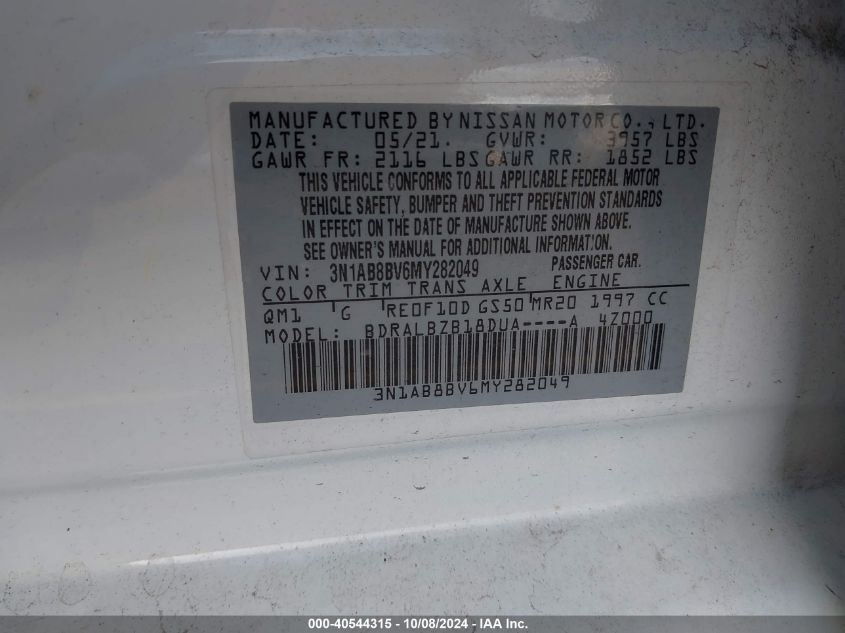 MANUFACTURED BY NISSAN MOTOR CO., LTD.
DATE: 05/21. GVWR: 3957 LBS
GAWR FR: 2116 LBS GAWR RR: 1852 LBS
THIS VEHICLE CONFORMS TO ALL APPLICABLE FEDERAL MOTOR
VEHICLE SAFETY, BUMPER AND THEFT PREVENTION STANDARDS
IN EFFECT ON THE DATE OF MANUFACTURE SHOWN ABOVE.
SEE OWNER'S MANUAL FOR ADDITIONAL INFORMATION.
VIN: 3N1AB8BV6MY282049 PASSENGER CAR.
COLOR TRIM TRANS AXLE ENGINE
QM1 G RE0F10D GS50 MR20 1997 CC
MODEL: BDRALBZB18DUA----A 4Z000
3N1AB8BV6MY282049
000-40544315 - 10/08/2024 - IAA Inc.